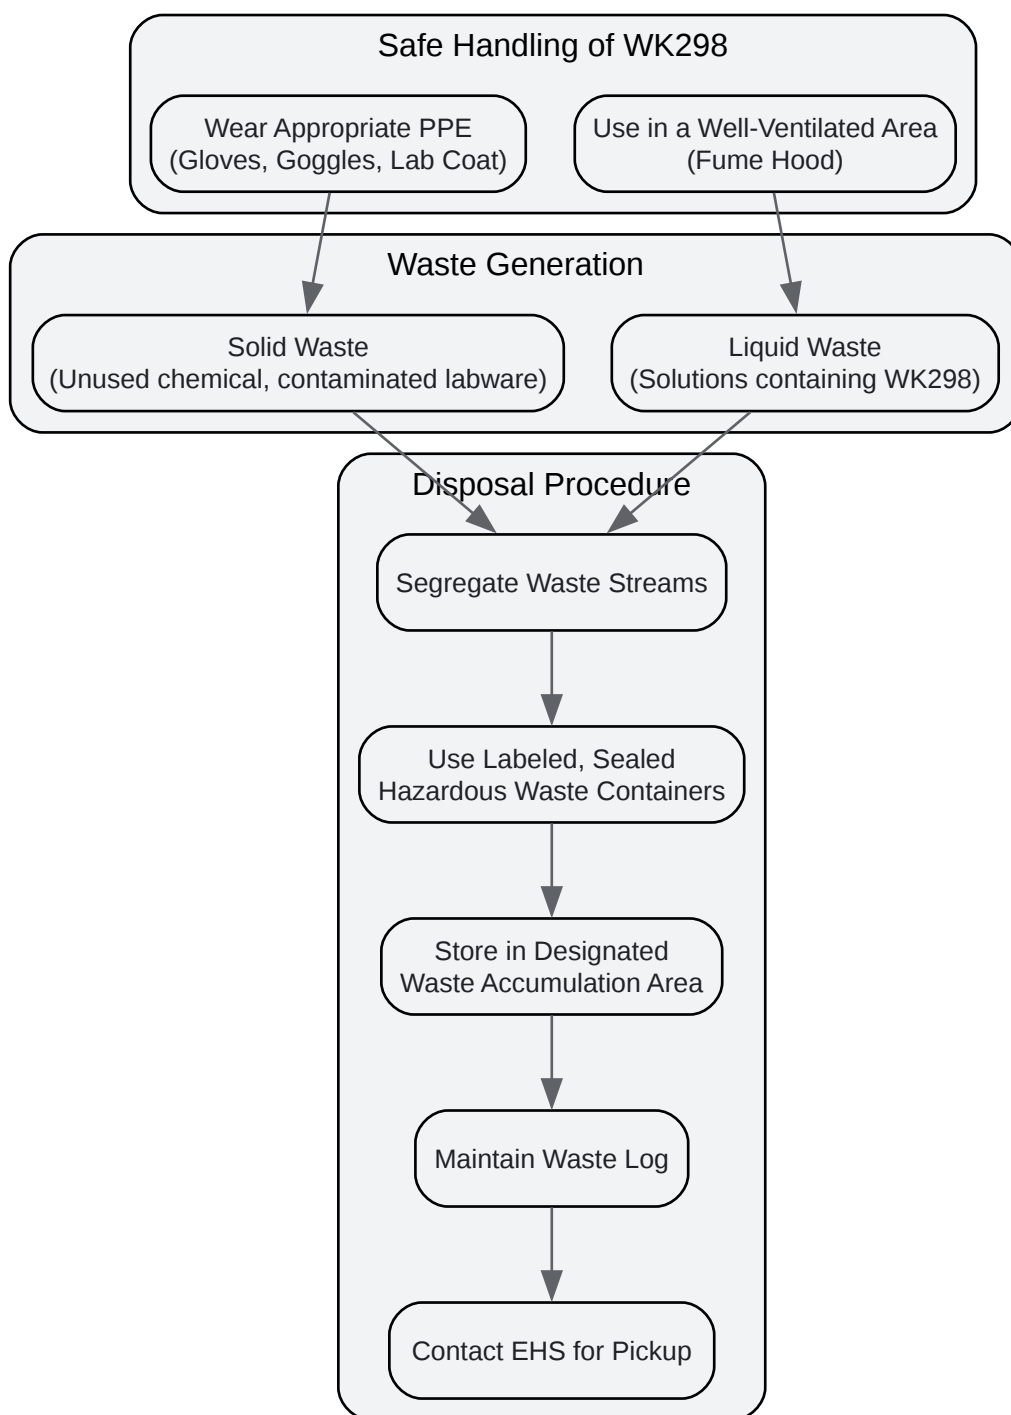 Safe Handling of WK298
Wear Appropriate PPE
(Gloves, Goggles, Lab Coat)
Use in a Well-Ventilated Area
(Fume Hood)
Waste Generation
Solid Waste
(Unused chemical, contaminated labware)
Liquid Waste
(Solutions containing WK298)
Disposal Procedure
Segregate Waste Streams
Use Labeled, Sealed
Hazardous Waste Containers
Store in Designated
Waste Accumulation Area
Maintain Waste Log
Contact EHS for Pickup